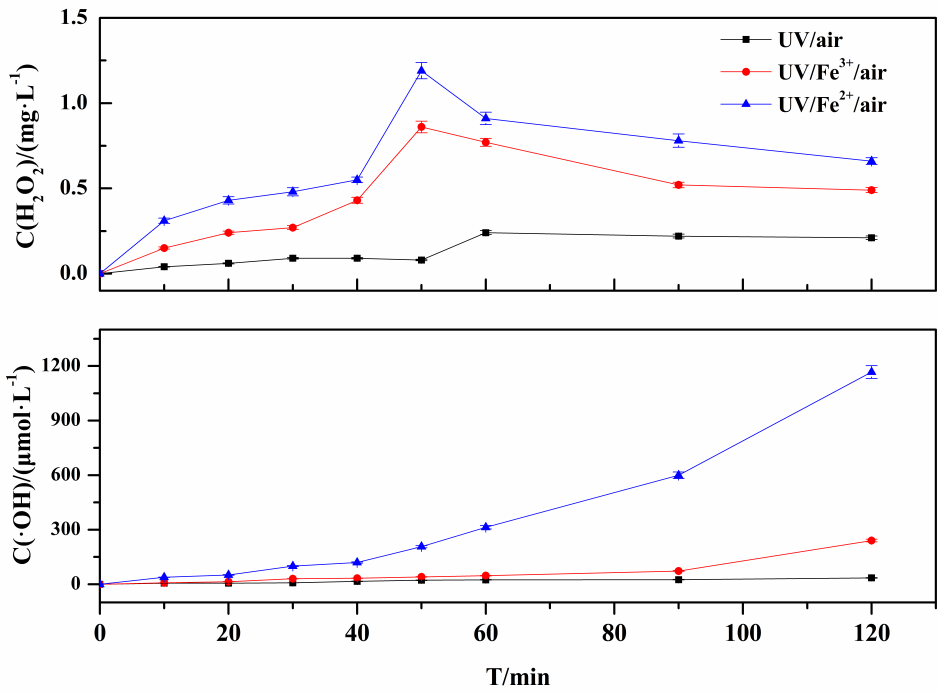 1.5
1.0
0.5
0.0
C(H₂O₂)/(mg·L⁻¹)
UV/air
UV/Fe³⁺/air
UV/Fe²⁺/air
1200
900
600
300
0
C(·OH)/(μmol·L⁻¹)
0 20 40 60 80 100 120
T/min